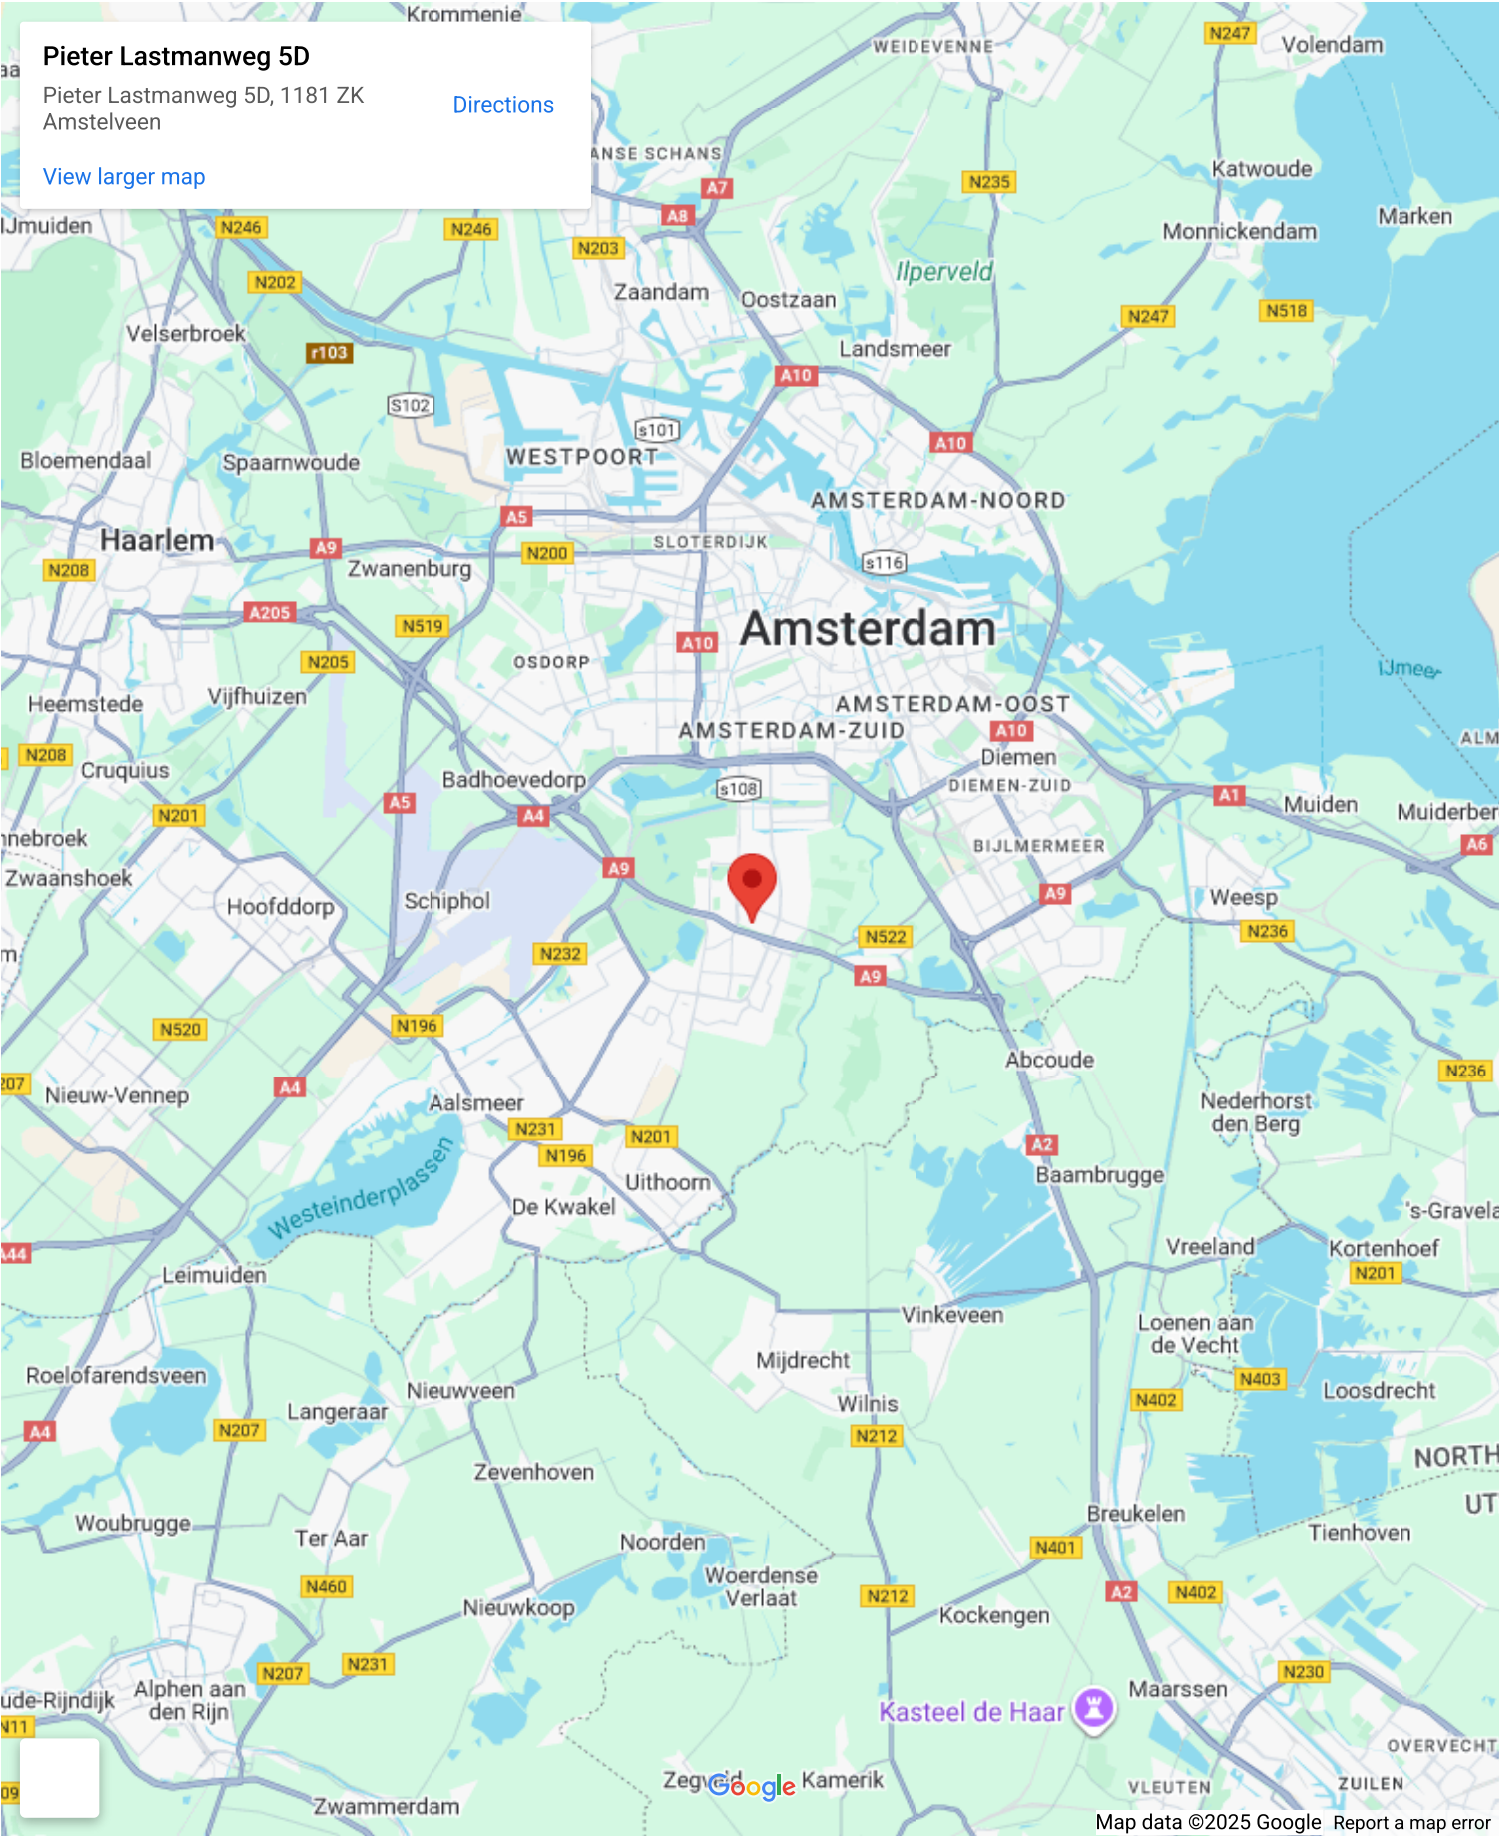 Krommenie
Pieter Lastmanweg 5D
Pieter Lastmanweg 5D, 1181 ZK
Amstelveen
Directions
View larger map
WEIDEVENNE
N247
Volendam
ANSE SCHANS
A7
N235
Katwoude
A8
Marken
IJmuiden
N246
N246
N203
Monnickendam
Ilperveld
N202
Zaandam
Oostzaan
N247
N518
Velserbroek
r103
Landsmeer
A10
S102
s101
A10
Bloemendaal
Spaarnwoude
WESTPOORT
AMSTERDAM-NOORD
A5
Haarlem
A9
N200
SLOTERDIJK
s116
N208
Zwanenburg
A205
N519
A10
Amsterdam
N205
OSDORP
IJmeer
Heemstede
Vijfhuizen
AMSTERDAM-OOST
AMSTERDAM-ZUID
A10
ALM
N208
Cruquius
Badhoevedorp
s108
Diemen
DIEMEN-ZUID
A5
A4
A1
Muiden
Muiderber
N201
nnebroek
BIJLMERMEER
A6
Zwaanshoek
A9
Hoofddorp
Schiphol
A9
Weesp
N236
m
N232
N522
A9
N520
N196
Abcoude
N236
207
Nieuw-Vennep
A4
Aalsmeer
Nederhorst
den Berg
N231
N201
A2
N196
Westeinderplassen
Uithoorn
Baambrugge
De Kwakel
's-Gravela
A44
Leimuiden
Vreeland
Kortenhoef
N201
Vinkeveen
Loenen aan
de Vecht
Roelofarendsveen
Mijdrecht
Nieuwveen
N403
Loosdrecht
Langeraar
Wilnis
N402
A4
N207
N212
NORTH
Zevenhoven
UT
Woubrugge
Ter Aar
Noorden
Breukelen
Tienhoven
N401
Woerdense
Verlaat
N460
N212
A2
N402
Nieuwkoop
Kockengen
N207
N231
N230
Alphen aan
den Rijn
ude-Rijndijk
Maarssen
Kasteel de Haar
N11
OVERVECHT
09
Google
Kamerik
VLEUTEN
ZUILEN
Zwammerdam
Map data ©2025 Google
Report a map error